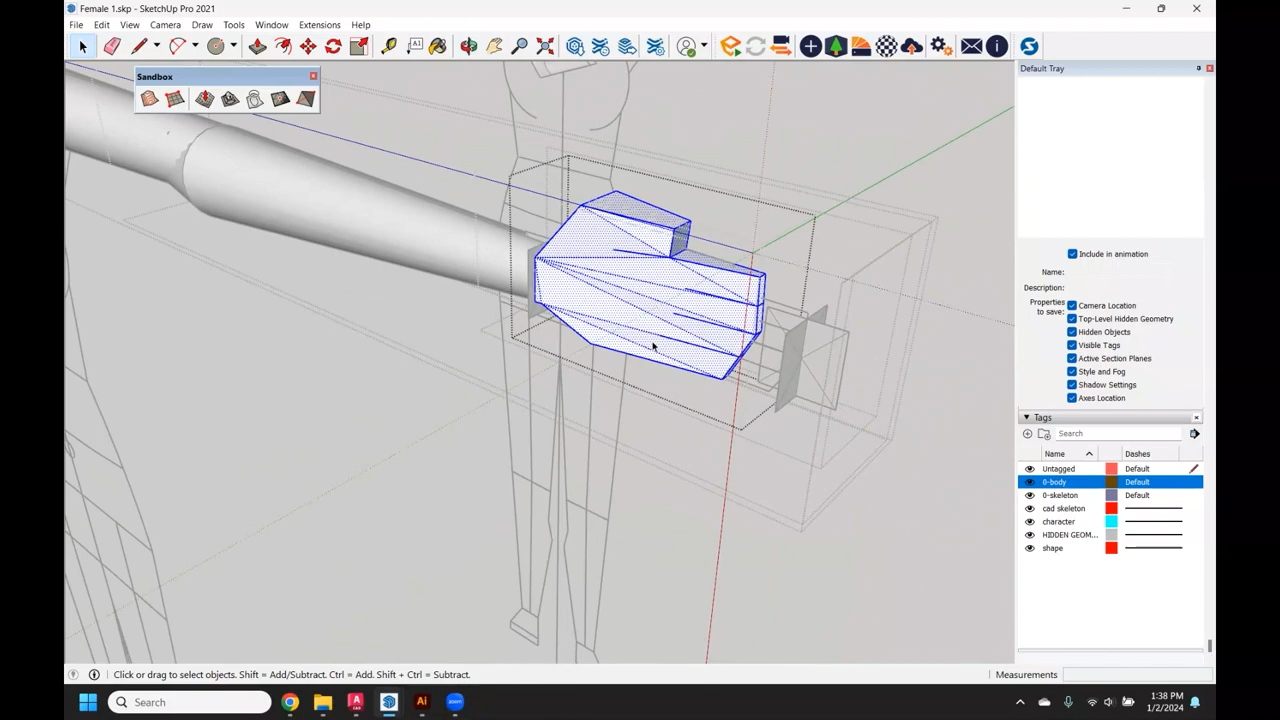 Female 1.skp - SketchUp Pro 2021
File Edit View Camera Draw Tools Window Extensions Help
Sandbox
Default Tray
Include in animation
Name:
Description:
Properties to save:
Camera Location
Top-Level Hidden Geometry
Hidden Objects
Visible Tags
Active Section Planes
Style and Fog
Shadow Settings
Axes Location
Tags
Search
Name Dashes
Untagged Default
0-body Default
0-skeleton Default
cad skeleton
character
HIDDEN GEOM...
shape
Click or drag to select objects. Shift = Add/Subtract. Ctrl = Add. Shift + Ctrl = Subtract. Measurements
Search
1:38 PM
1/2/2024